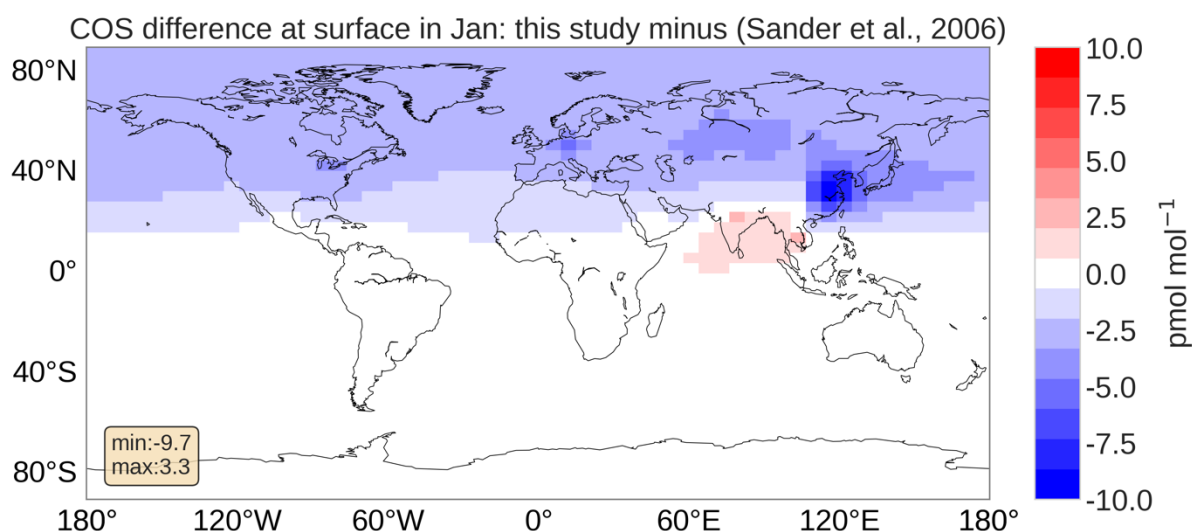 COS difference at surface in Jan: this study minus (Sander et al., 2006)
80°N
40°N
0°
40°S
80°S
180°
120°W
60°W
0°
60°E
120°E
180°
min:-9.7
max:3.3
10.0
7.5
5.0
2.5
0.0
-2.5
-5.0
-7.5
-10.0
pmol mol⁻¹